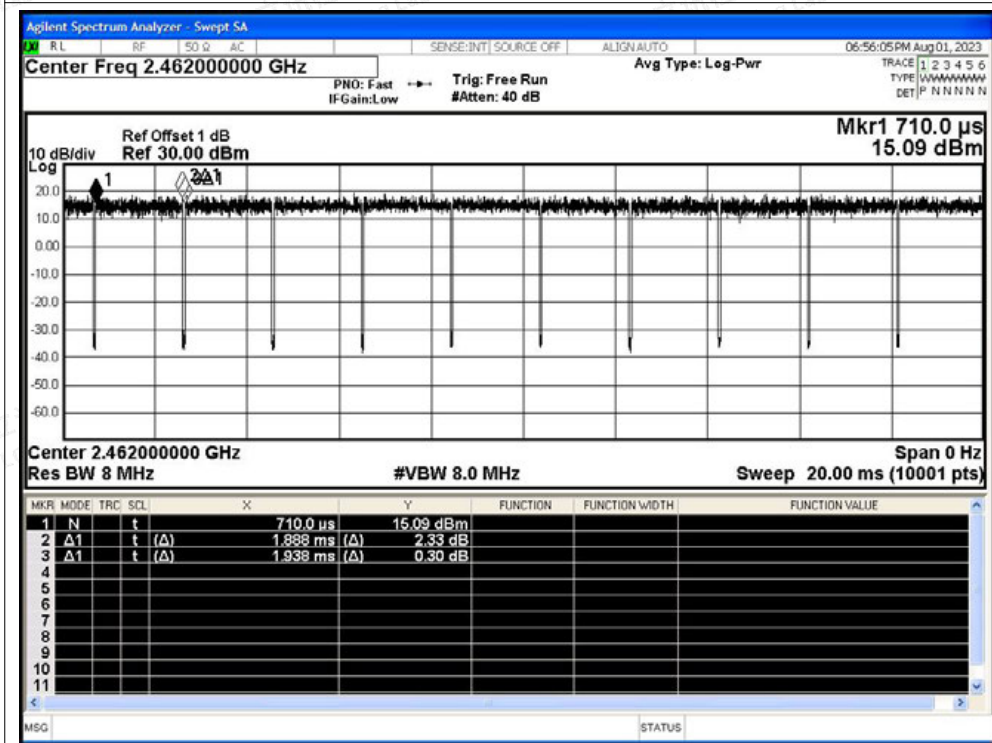 Agilent Spectrum Analyzer - Swept SA
LXI RL RF 50 Ω AC SENSE:INT SOURCE OFF ALIGN AUTO 06:56:05 PM Aug 01, 2023
Center Freq 2.462000000 GHz
Avg Type: Log-Pwr
TRACE 1 2 3 4 5 6
TYPE WWWWWW
DET P N N N N N
PNO: Fast
IFGain:Low
Trig: Free Run
#Atten: 40 dB
Mkr1 710.0 µs
15.09 dBm
Ref Offset 1 dB
10 dB/div Ref 30.00 dBm
Log
1
3Δ1
20.0
10.0
0.00
-10.0
-20.0
-30.0
-40.0
-50.0
-60.0
Center 2.462000000 GHz Span 0 Hz
Res BW 8 MHz #VBW 8.0 MHz Sweep 20.00 ms (10001 pts)
MKR MODE TRC SCL X Y FUNCTION FUNCTION WIDTH FUNCTION VALUE
1 N t 710.0 µs 15.09 dBm
2 Δ1 t (Δ) 1.888 ms (Δ) 2.33 dB
3 Δ1 t (Δ) 1.938 ms (Δ) 0.30 dB
4
5
6
7
8
9
10
11
MSG STATUS